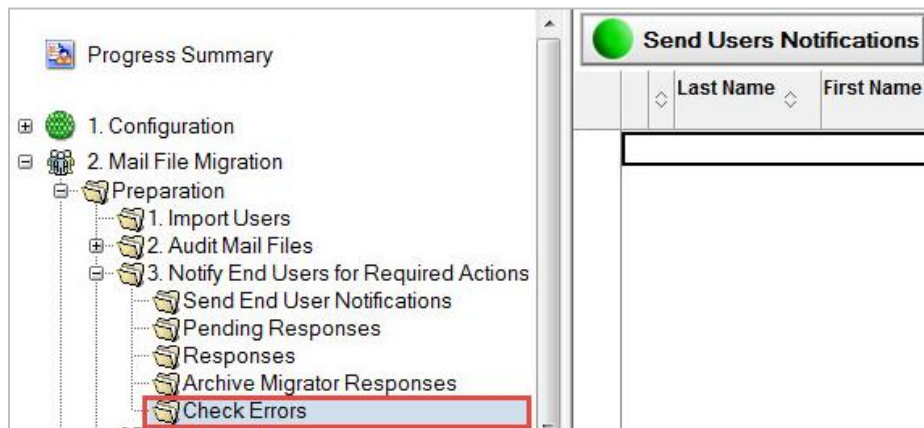 Progress Summary
1. Configuration
2. Mail File Migration
Preparation
1. Import Users
2. Audit Mail Files
3. Notify End Users for Required Actions
Send End User Notifications
Pending Responses
Responses
Archive Migrator Responses
Check Errors
Send Users Notifications
Last Name First Name